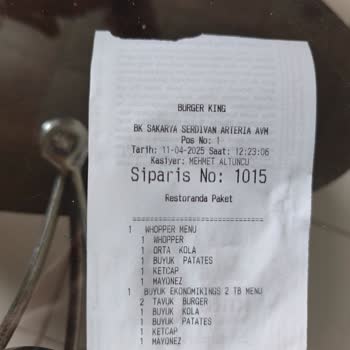 BURGER KING
BK SAKARYA SERDIVAN ARTERIA AVM
Pos No: 1
Tarih: 11-04-2025 Saat: 12:23:06
Kasiyer: MEHMET ALTUNCU
Siparis No: 1015
Restoranda Paket
==============================
1 WHOPPER MENU
1 WHOPPER
1 ORTA KOLA
1 BUYUK PATATES
1 KETCAP
1 MAYONEZ
1 BUYUK EKONOMIKINGS 2 TB MENU
2 TAVUK BURGER
1 BUYUK KOLA
1 BUYUK PATATES
1 KETCAP
1 MAYONEZ